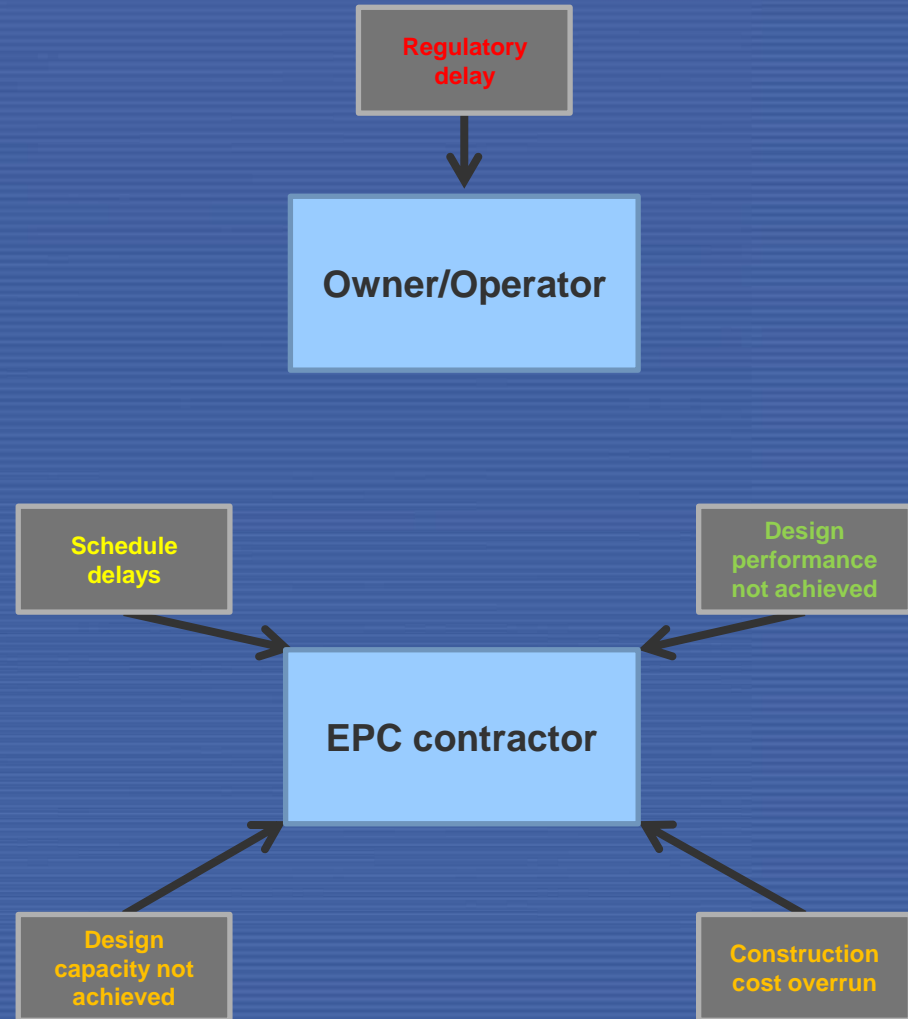 Regulatory
delay
Owner/Operator
Schedule
delays
Design
performance
not achieved
EPC contractor
Design
capacity not
achieved
Construction
cost overrun